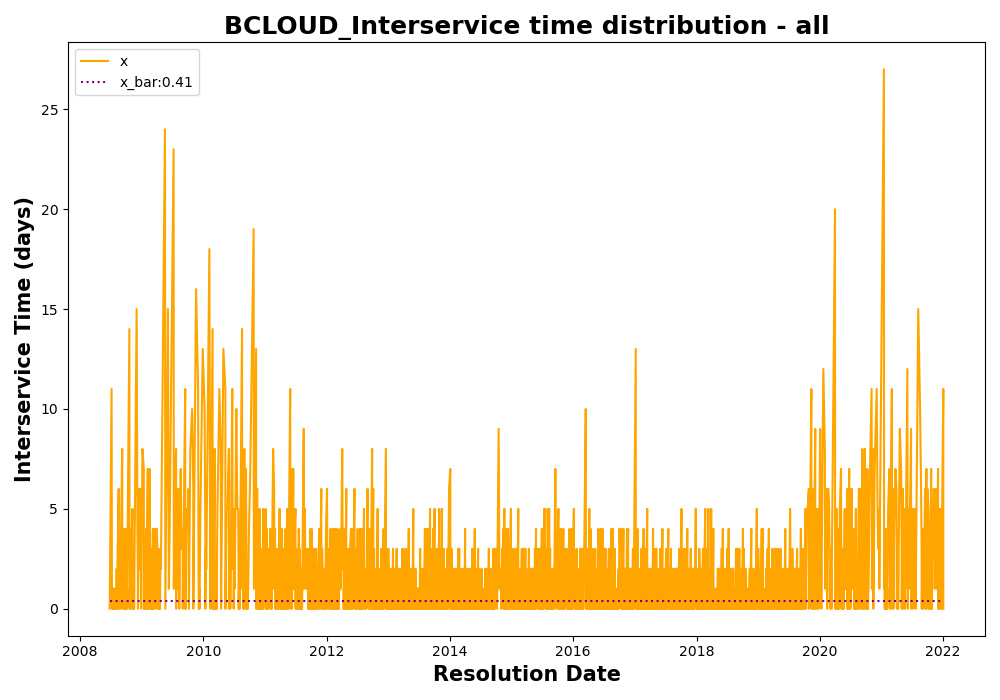 BCLOUD_Interservice time distribution - all
x
x_bar:0.41
Interservice Time (days)
25
20
15
10
5
0
2008 2010 2012 2014 2016 2018 2020 2022
Resolution Date